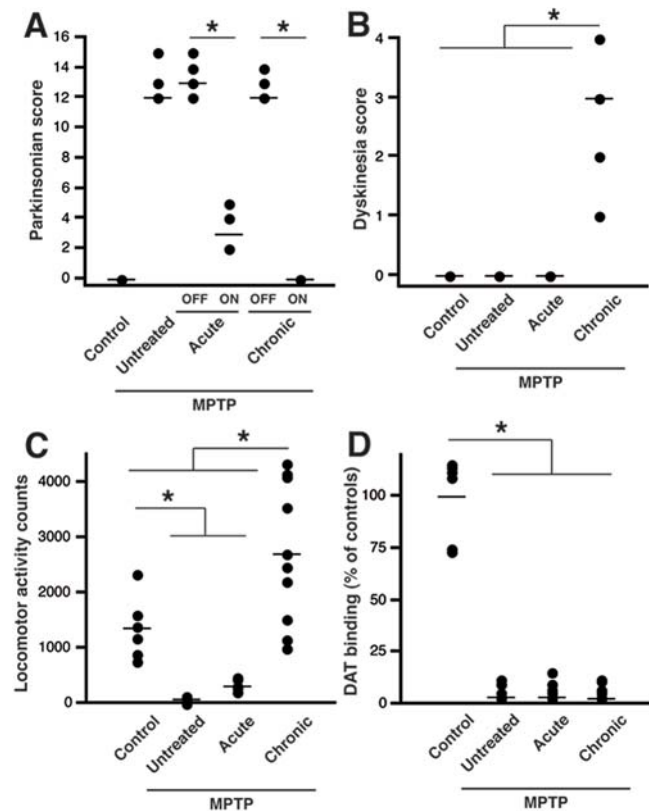 A
Parkinsonian score
16
14
12
10
8
6
4
2
0
*
*
OFF ON OFF ON
Control
Untreated
Acute
Chronic
MPTP
B
Dyskinesia score
4
3
2
1
0
*
Control
Untreated
Acute
Chronic
MPTP
C
Locomotor activity counts
4000
3000
2000
1000
0
*
*
Control
Untreated
Acute
Chronic
MPTP
D
DAT binding (% of controls)
100
75
50
25
0
*
Control
Untreated
Acute
Chronic
MPTP